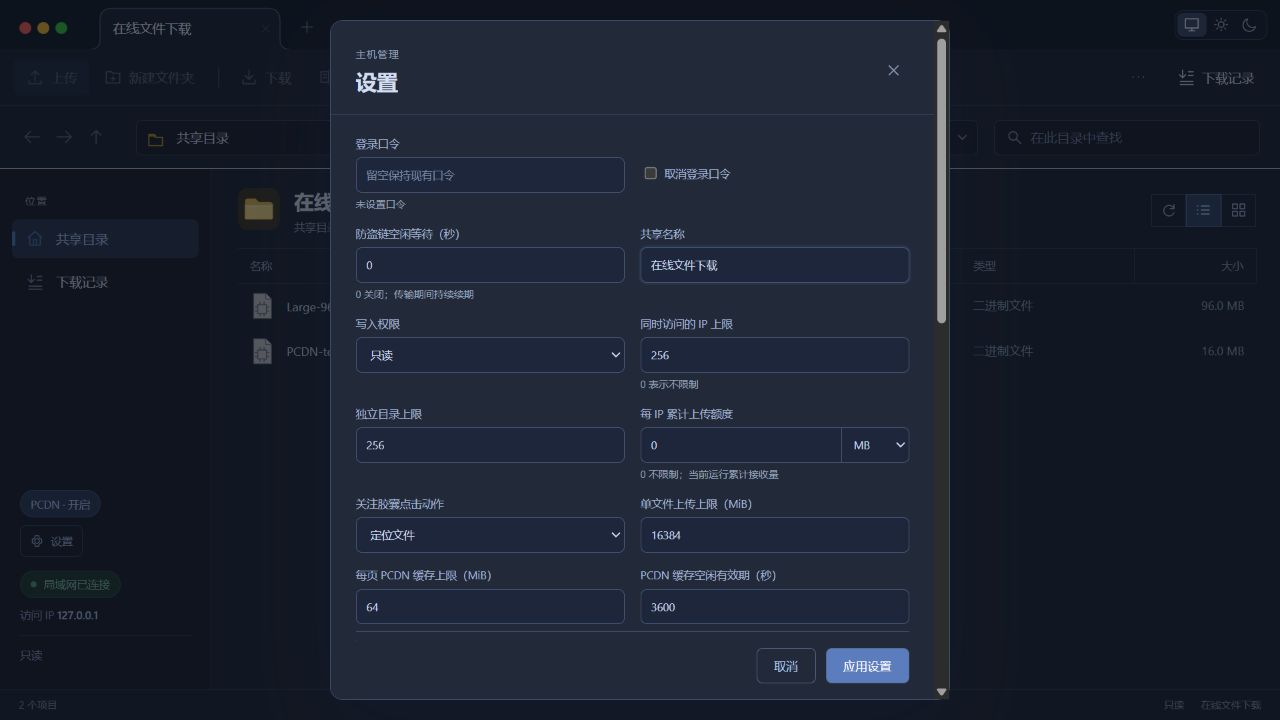 在线文件下载
上传
新建文件夹
下载
下载记录
共享目录
在此目录中查找
位置
共享目录
下载记录
在线
共享目
名称
类型
大小
Large-96
二进制文件
96.0 MB
PCDN-te
二进制文件
16.0 MB
PCDN · 开启
设置
局域网已连接
访问 IP 127.0.0.1
只读
2 个项目
只读
在线文件下载
主机管理
设置
登录口令
留空保持现有口令
取消登录口令
未设置口令
防盗链空闲等待（秒）
共享名称
0
在线文件下载
0 关闭；传输期间持续续期
写入权限
同时访问的 IP 上限
只读
256
0 表示不限制
独立目录上限
每 IP 累计上传额度
256
0
MB
0 不限制；当前运行累计接收量
关注胶囊点击动作
单文件上传上限（MiB）
定位文件
16384
每页 PCDN 缓存上限（MiB）
PCDN 缓存空闲有效期（秒）
64
3600
取消
应用设置